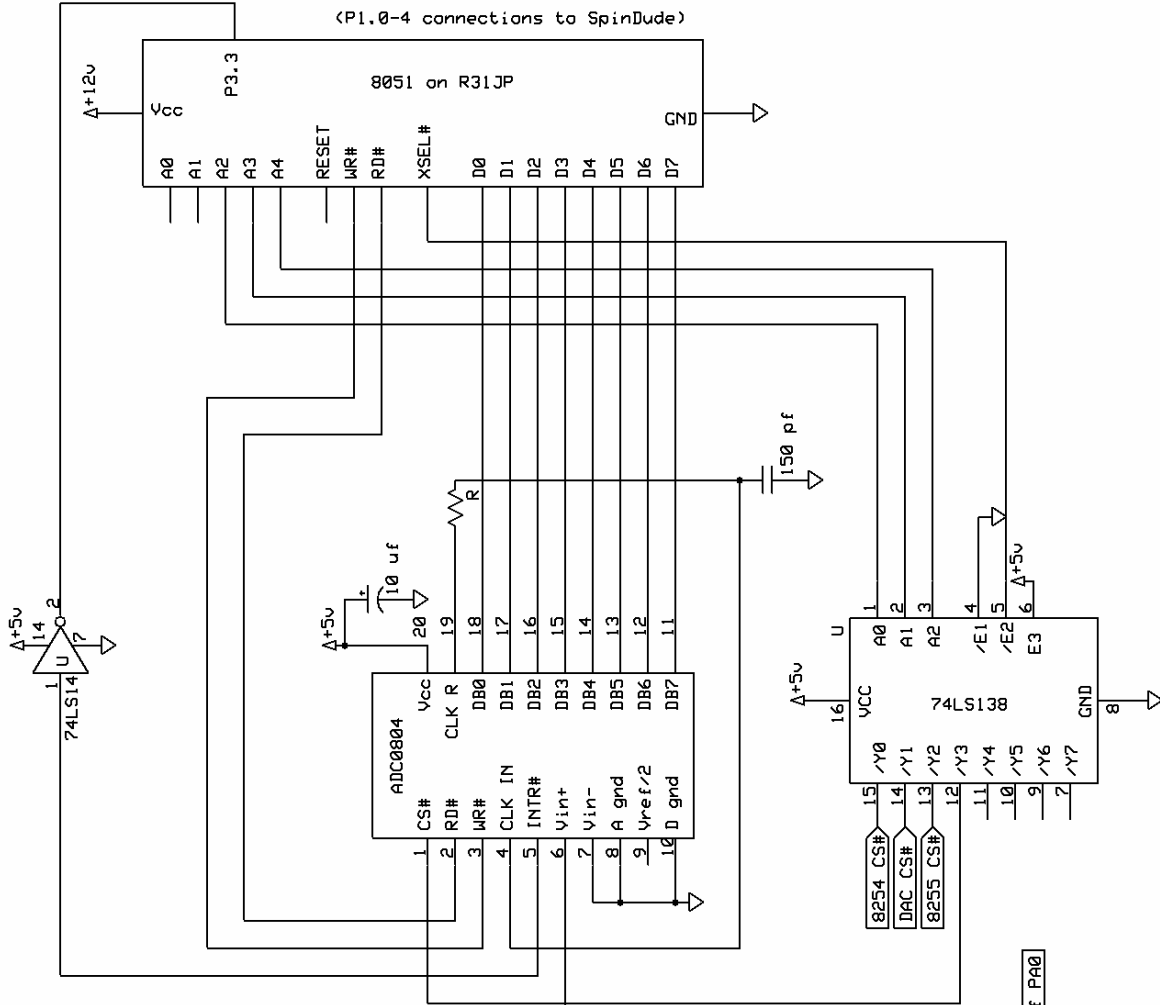 (P1.0-4 connections to SpinDude)
P3.3
8051 on R31JP
+12v
Vcc
GND
A0
A1
A2
A3
A4
RESET
WR#
RD#
XSEL#
D0
D1
D2
D3
D4
D5
D6
D7
150 pf
R
10 uf
+
+5v
+5v
14
2
U
7
1
74LS14
20
19
18
17
16
15
14
13
12
11
Vcc
CLK R
DB0
DB1
DB2
DB3
DB4
DB5
DB6
DB7
ADC0804
CS#
RD#
WR#
CLK IN
INTR#
Vin+
Vin-
A gnd
Vref/2
D gnd
1
2
3
4
5
6
7
8
9
10
U
1
2
3
4
5
6
+5v
A0
A1
A2
/E1
/E2
E3
+5v
16
VCC
74LS138
GND
8
/Y0
/Y1
/Y2
/Y3
/Y4
/Y5
/Y6
/Y7
15
14
13
12
11
10
9
7
8254 CS#
DAC CS#
8255 CS#
PA0